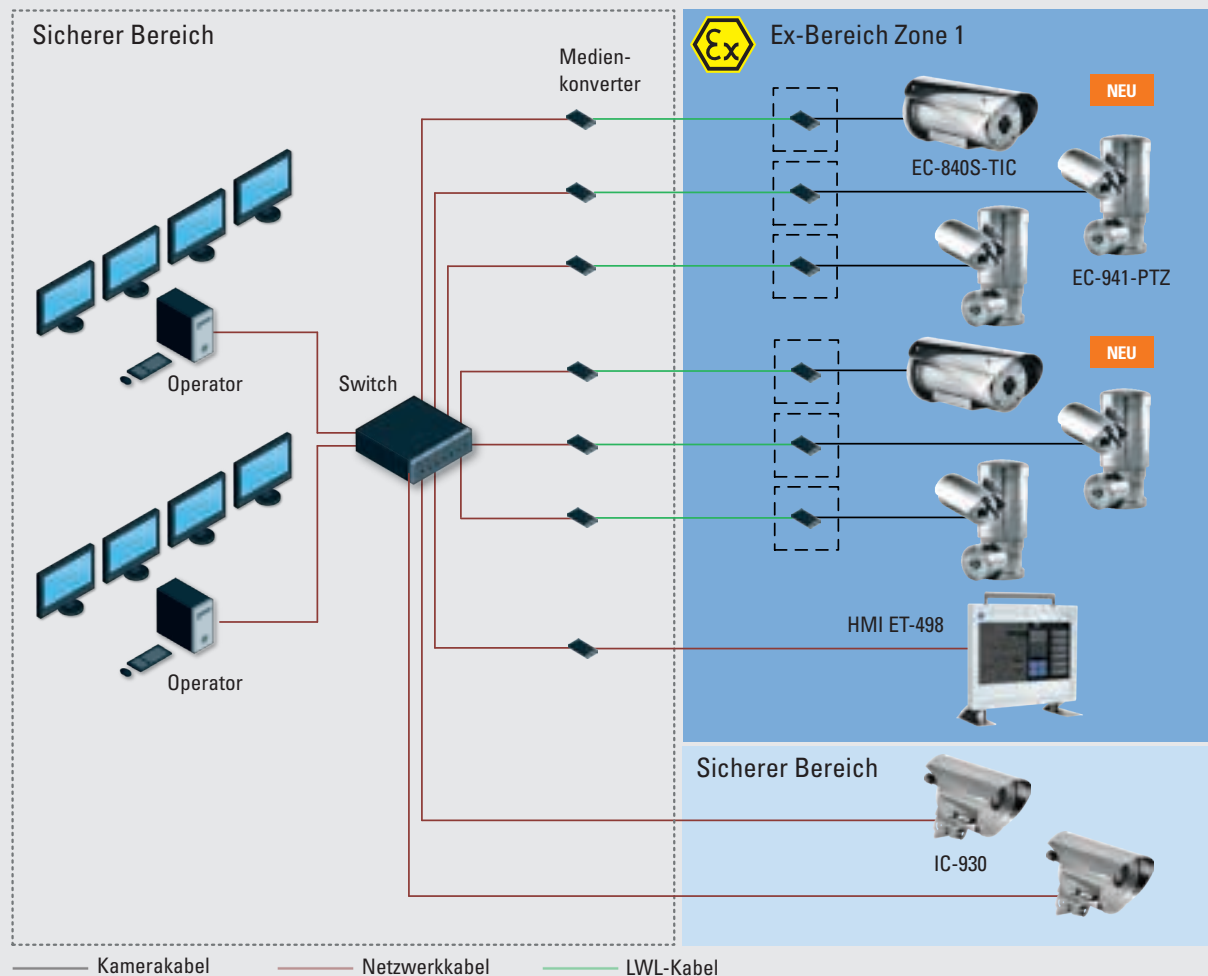 Sicherer Bereich
Ex
Ex-Bereich Zone 1
Medien-
konverter
NEU
EC-840S-TIC
EC-941-PTZ
Operator
Switch
NEU
HMI ET-498
Operator
Sicherer Bereich
IC-930
Kamerakabel
Netzwerkkabel
LWL-Kabel